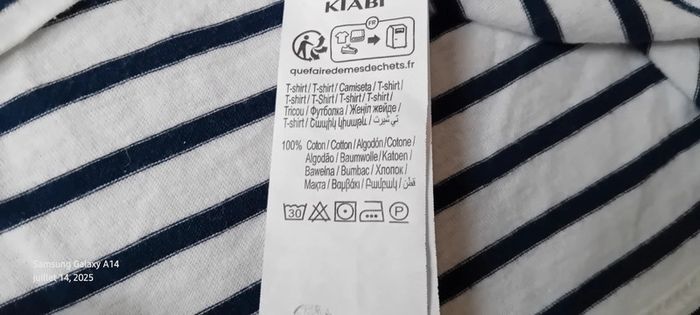 KIABI
FR
quefairedemesdechets.fr
T-shirt / T-shirt / Camiseta / T-shirt /
T-shirt / T-shirt / T-shirt / T-shirt /
Tricou / Футболка / Жеңіл жейде /
T-shirt / Շապիկ կիսաթև / تي شيرت
100% Coton / Cotton / Algodón / Cotone /
Algodão / Baumwolle / Katoen /
Bawełna / Bumbac / Хлопок /
Мақта / Βαμβάκι / Բամբակ / قطن
30
P
Samsung Galaxy A14
juillet 14, 2025